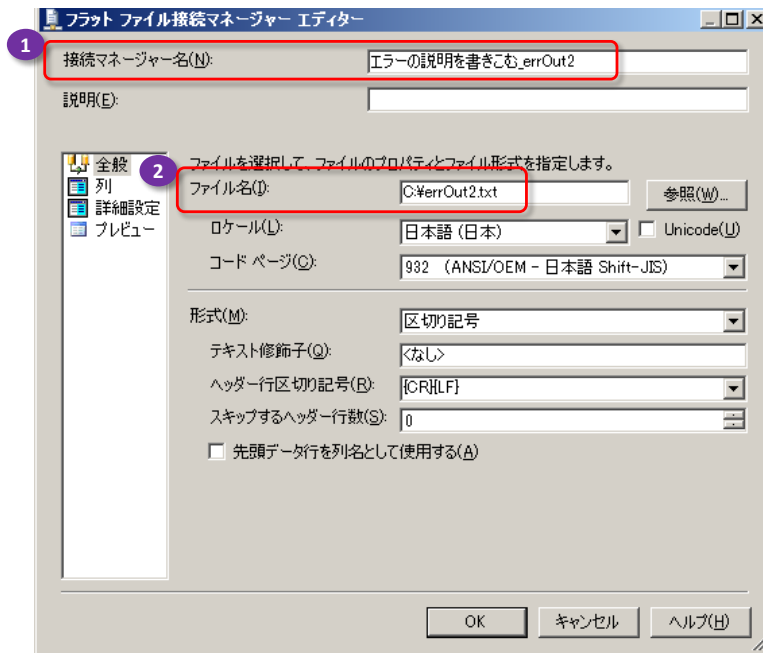 フラット ファイル接続マネージャー エディター
1
接続マネージャー名(N): エラーの説明を書きこむ_errOut2
説明(E):
全般
列
詳細設定
プレビュー
2
ファイルを選択して、ファイルのプロパティとファイル形式を指定します。
ファイル名(I): C:¥errOut2.txt 参照(W)...
ロケール(L): 日本語 (日本) Unicode(U)
コード ページ(C): 932 (ANSI/OEM - 日本語 Shift-JIS)
形式(M): 区切り記号
テキスト修飾子(Q): <なし>
ヘッダー行区切り記号(R): {CR}{LF}
スキップするヘッダー行数(S): 0
先頭データ行を列名として使用する(A)
OK キャンセル ヘルプ(H)